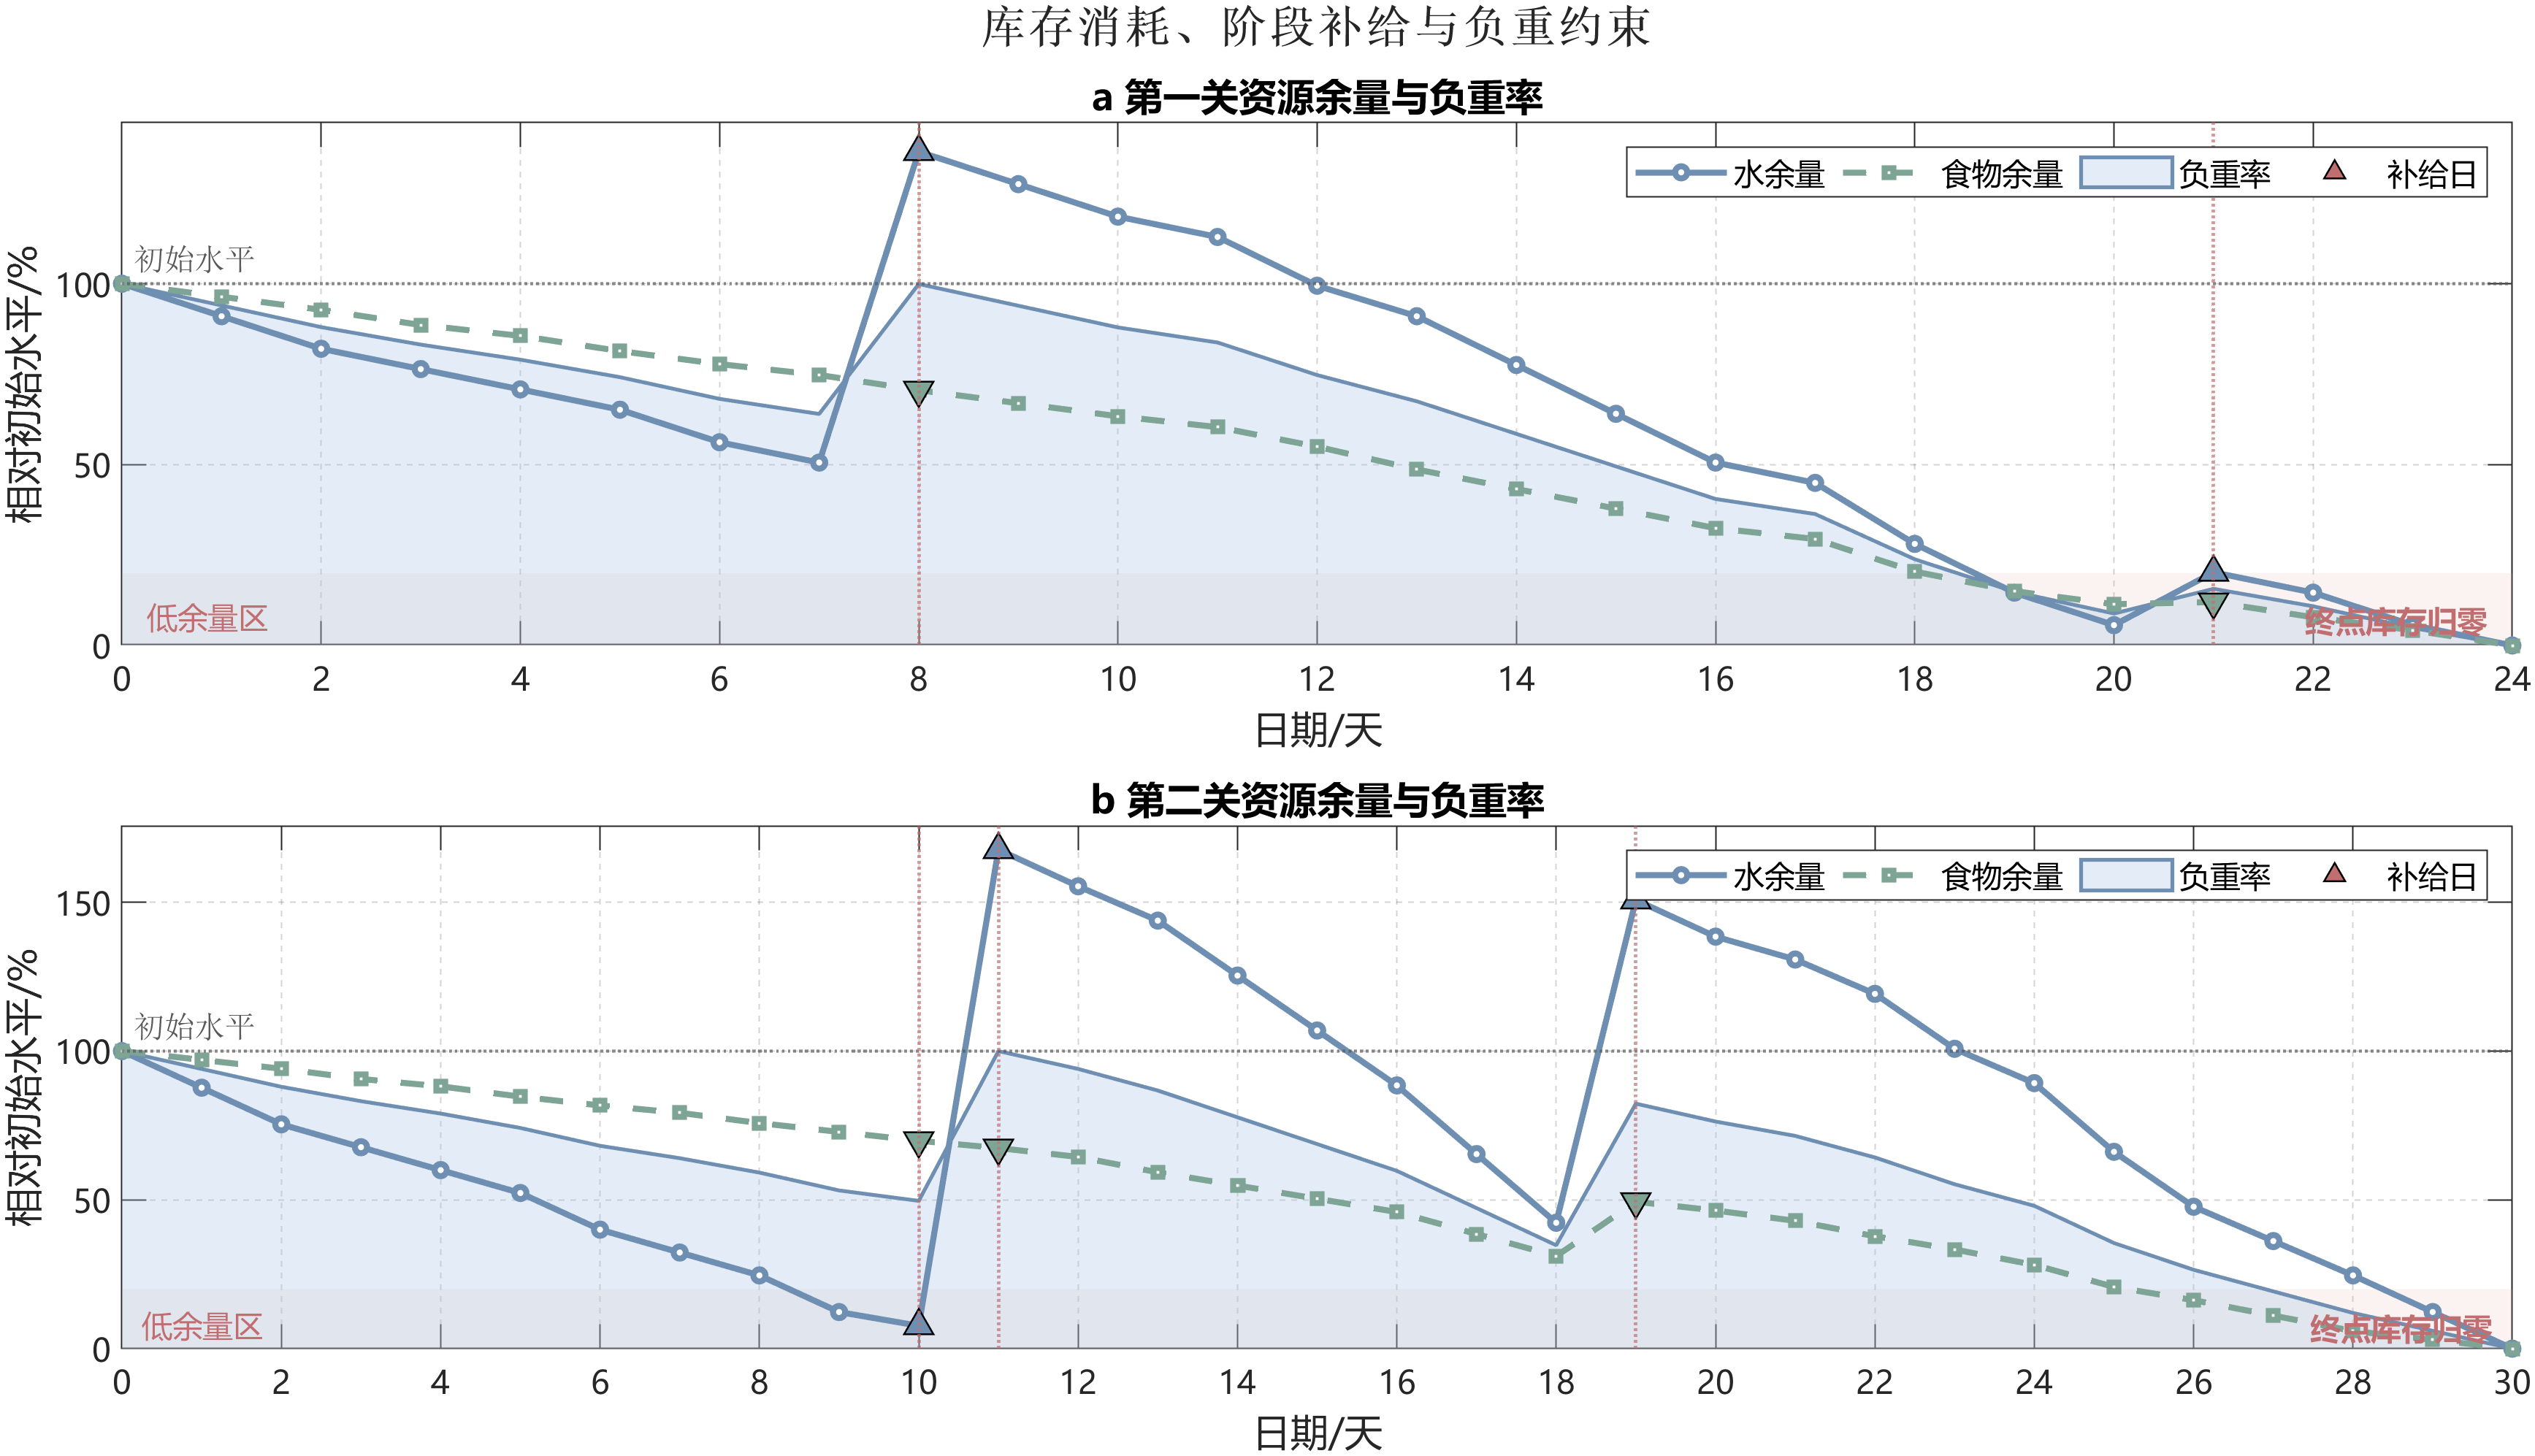 库存消耗、阶段补给与负重约束
a 第一关资源余量与负重率
水余量 食物余量 负重率 补给日
相对初始水平/%
初始水平
100
50
0
低余量区
终点库存归零
0 2 4 6 8 10 12 14 16 18 20 22 24
日期/天
b 第二关资源余量与负重率
水余量 食物余量 负重率 补给日
相对初始水平/%
150
初始水平
100
50
0
低余量区
终点库存归零
0 2 4 6 8 10 12 14 16 18 20 22 24 26 28 30
日期/天